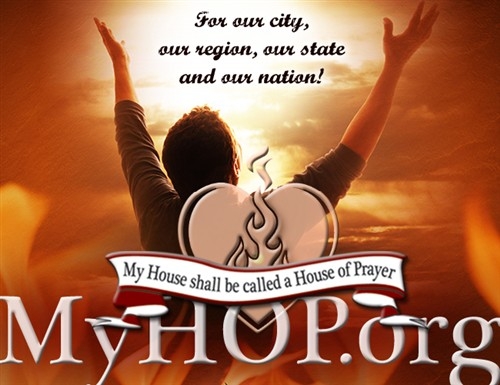 For our city,
our region, our state
and our nation!
My House shall be called a House of Prayer
MyHOP.org